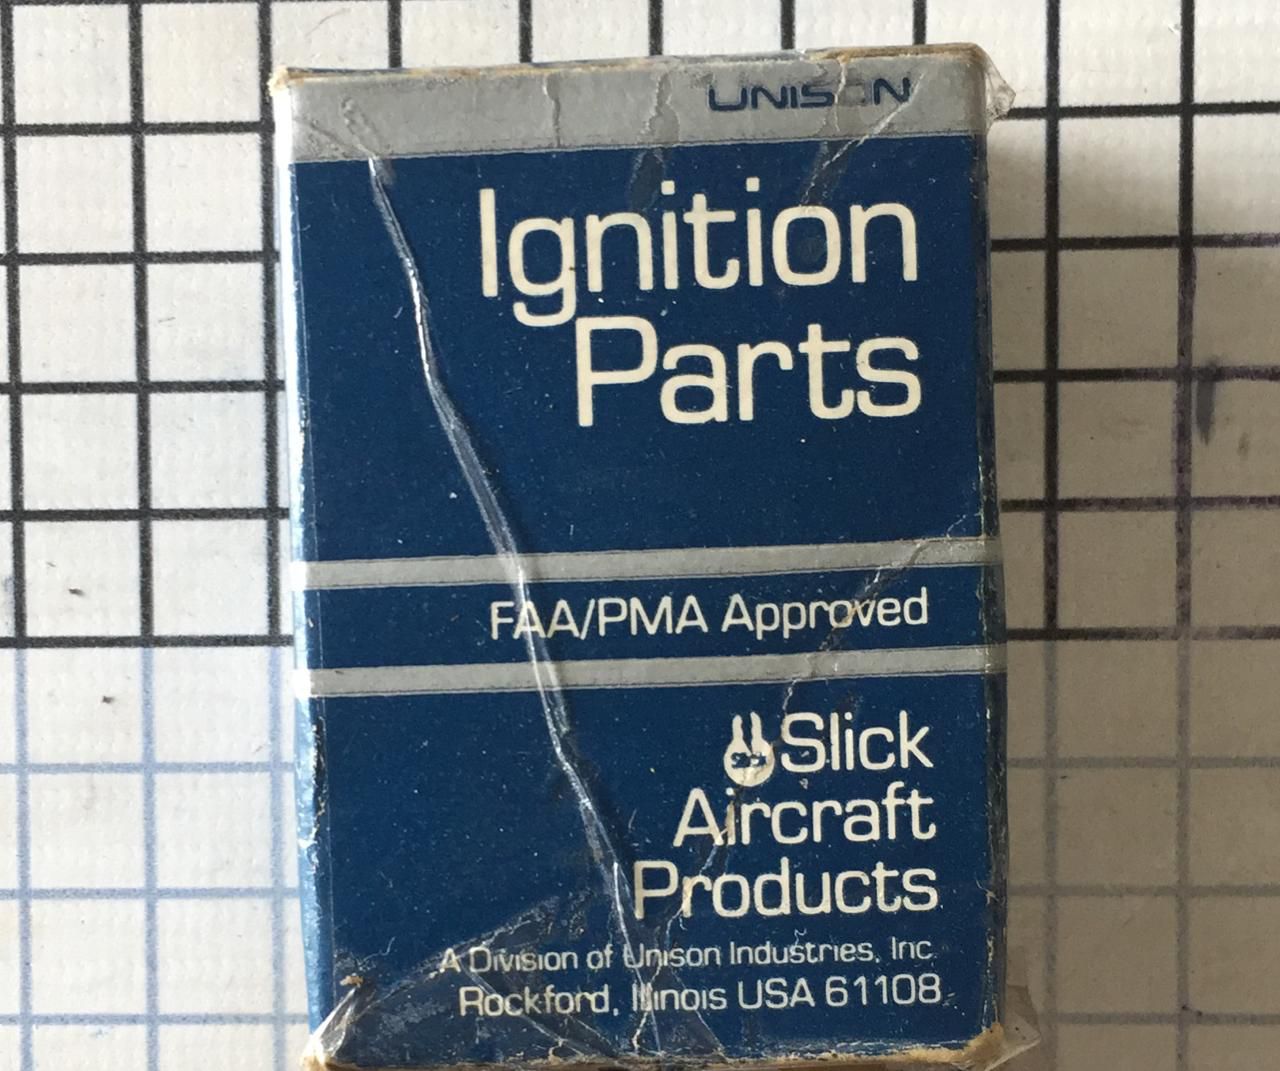 UNISON
Ignition
Parts
FAA/PMA Approved
Slick
Aircraft
Products
A Division of Unison Industries, Inc.
Rockford, Illinois USA 61108